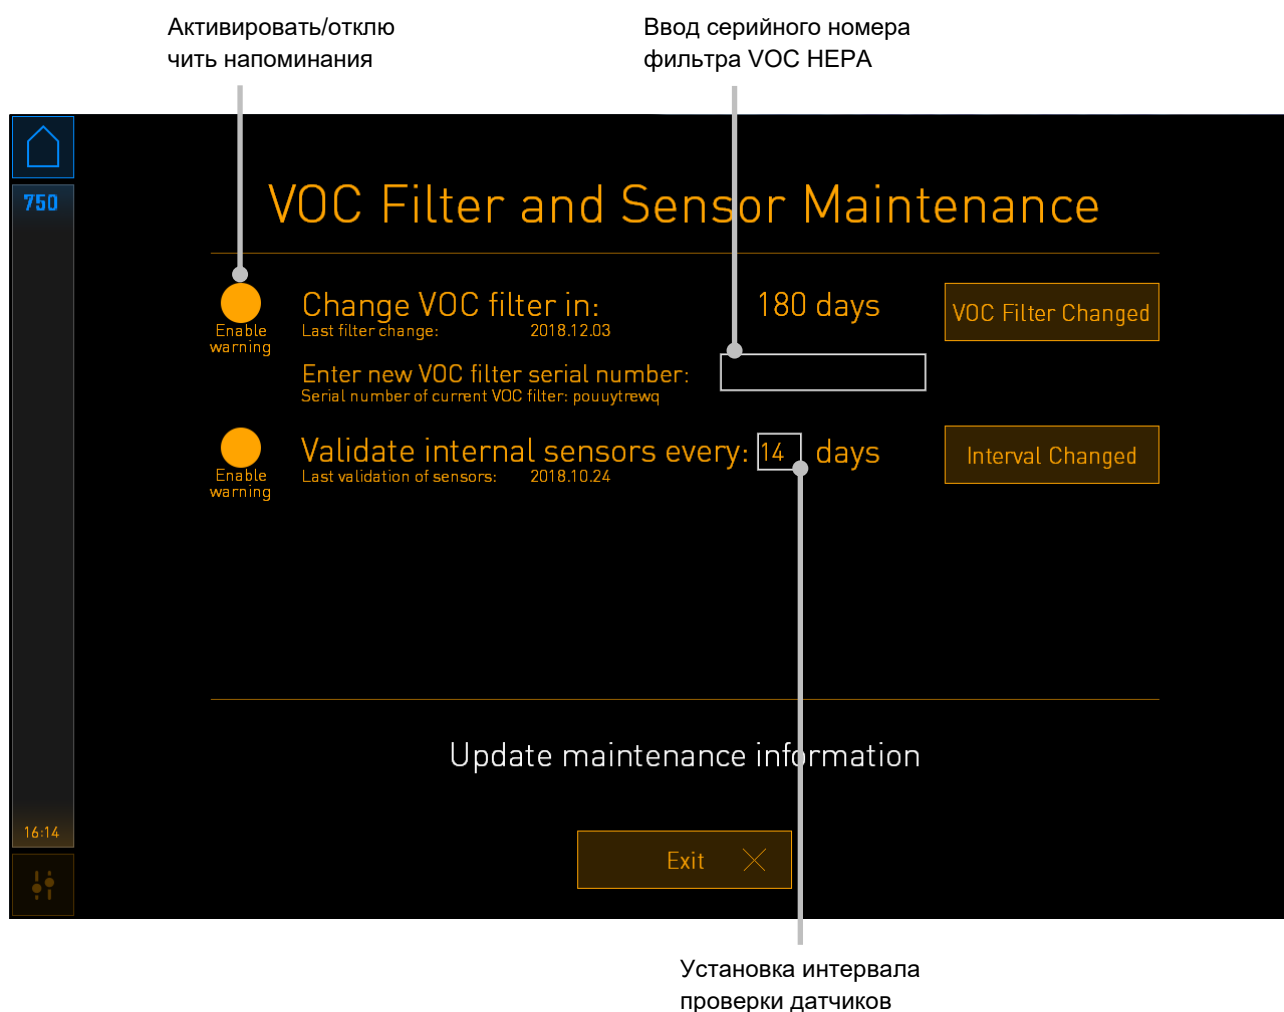 Активировать/отклю
чить напоминания
Ввод серийного номера
фильтра VOC HEPA
750
VOC Filter and Sensor Maintenance
Change VOC filter in: 180 days
VOC Filter Changed
Enable
warning
Last filter change: 2018.12.03
Enter new VOC filter serial number:
Serial number of current VOC filter: pouuytrewq
Validate internal sensors every: 14 days
Interval Changed
Enable
warning
Last validation of sensors: 2018.10.24
Update maintenance information
16:14
Exit
Установка интервала
проверки датчиков